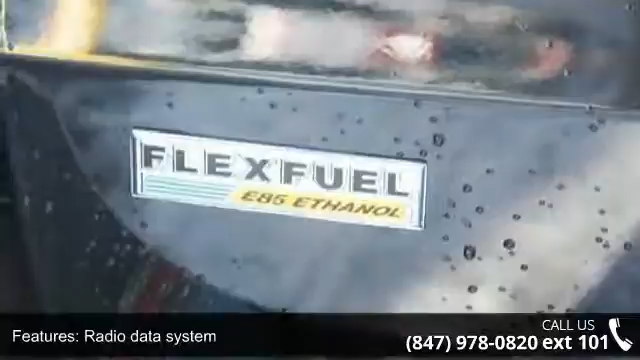 FLEXFUEL
E85 ETHANOL
Features: Radio data system
CALL US
(847) 978-0820 ext 101